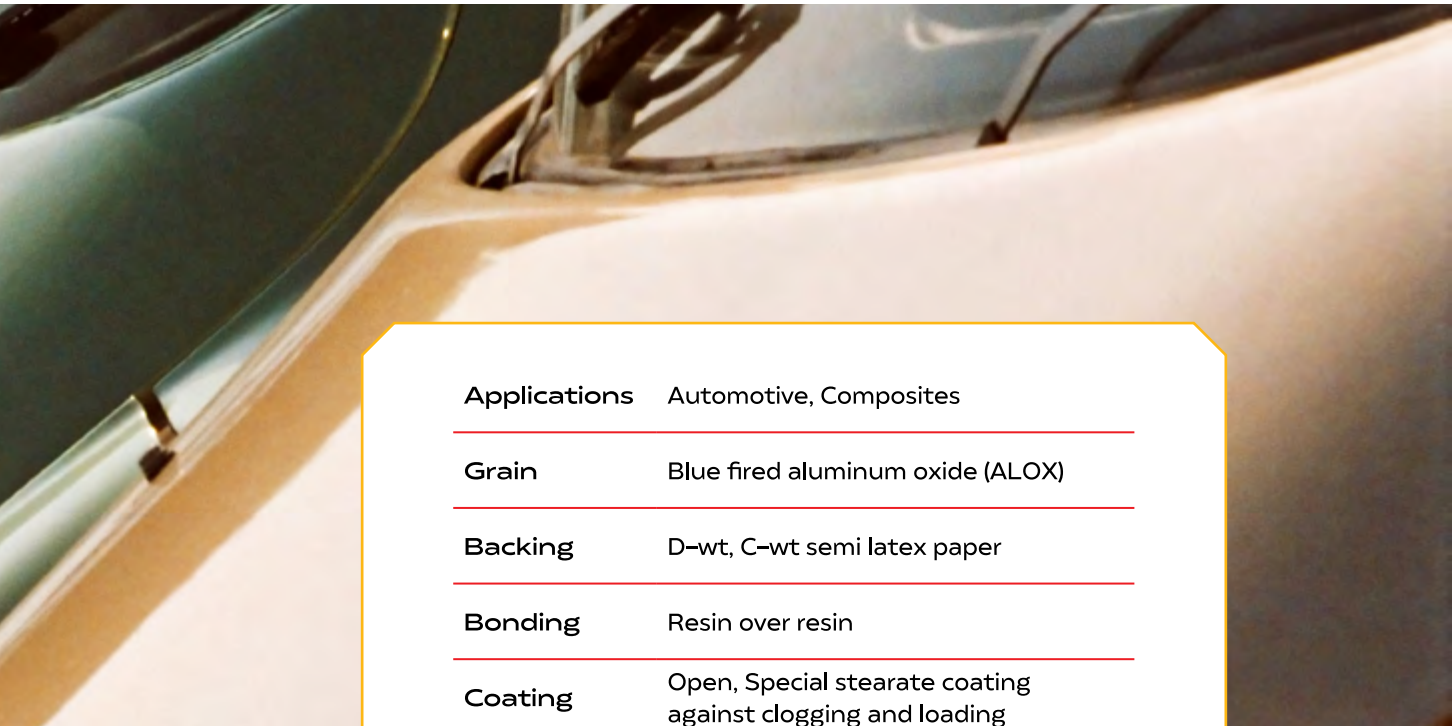 Applications Automotive, Composites
Grain Blue fired aluminum oxide (ALOX)
Backing D–wt, C–wt semi latex paper
Bonding Resin over resin
Coating Open, Special stearate coating
against clogging and loading